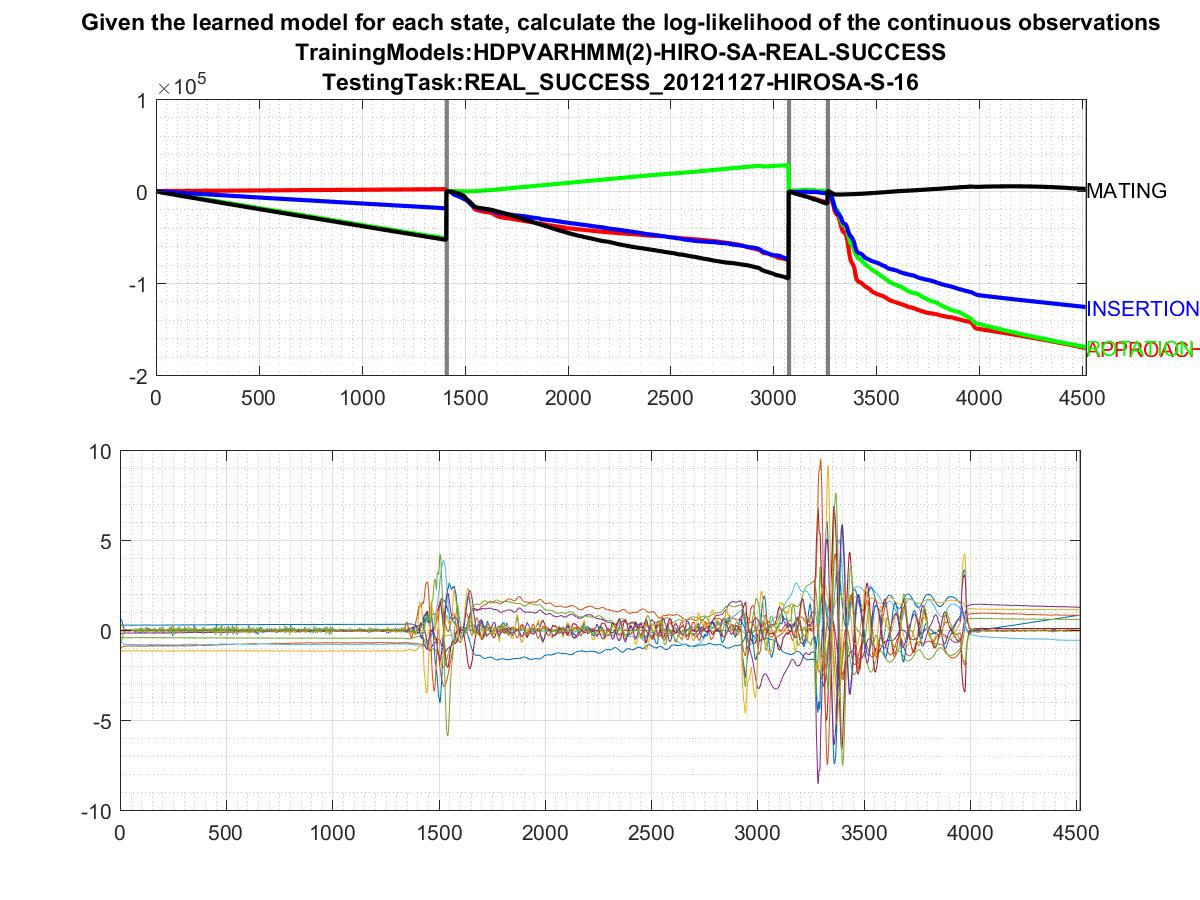 Given the learned model for each state, calculate the log-likelihood of the continuous observations
TrainingModels:HDPVARHMM(2)-HIRO-SA-REAL-SUCCESS
TestingTask:REAL_SUCCESS_20121127-HIROSA-S-16
×10^5
1
0
-1
-2
MATING
INSERTION
ROTATION
APPROACH
0 500 1000 1500 2000 2500 3000 3500 4000 4500
10
5
0
-5
-10
0 500 1000 1500 2000 2500 3000 3500 4000 4500